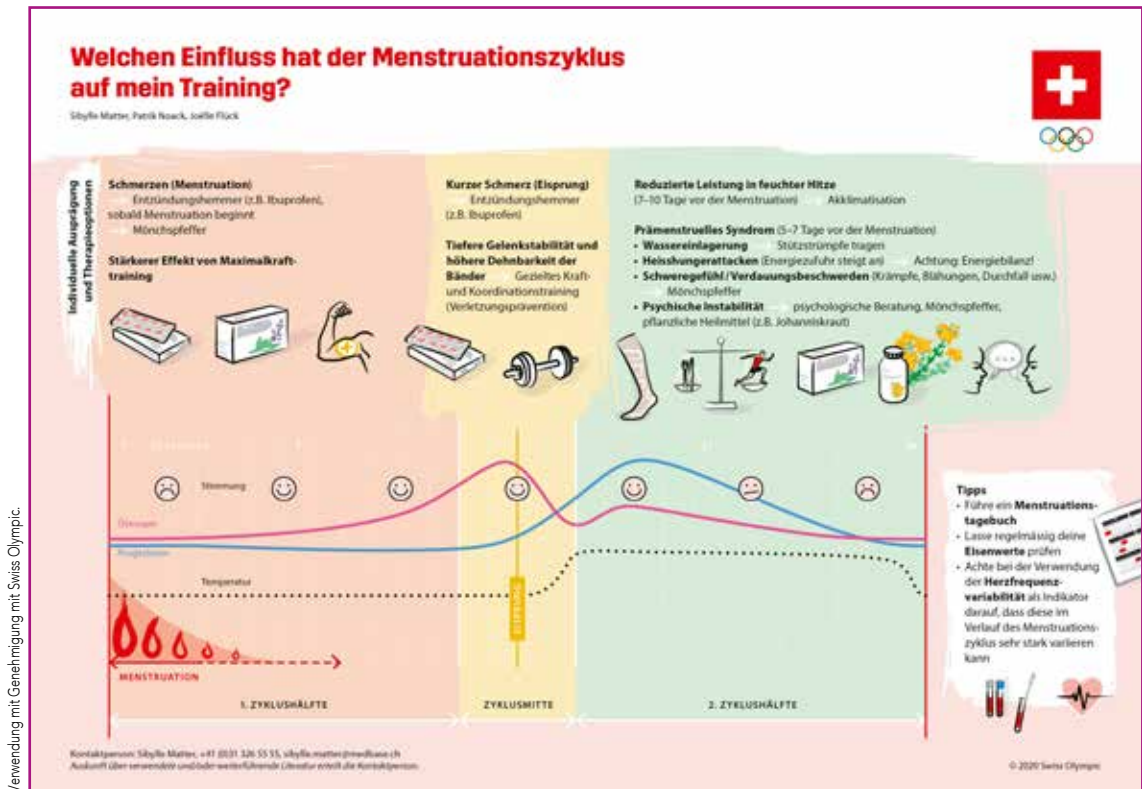 Welchen Einfluss hat der Menstruationszyklus
auf mein Training?
Sibylle Matter, Patrik Noack, Joëlle Flück
Individuelle Ausprägung
und Therapieoptionen
Schmerzen (Menstruation)
Entzündungshemmer (z.B. Ibuprofen),
sobald Menstruation beginnt
Mönchspfeffer
Stärkerer Effekt von Maximalkraft-
training
Kurzer Schmerz (Eisprung)
Entzündungshemmer
(z.B. Ibuprofen)
Tiefere Gelenkstabilität und
höhere Dehnbarkeit der
Bänder Gezieltes Kraft-
und Koordinationstraining
(Verletzungsprävention)
Reduzierte Leistung in feuchter Hitze
(7–10 Tage vor der Menstruation) Akklimatisation
Prämenstruelles Syndrom (5–7 Tage vor der Menstruation)
• Wassereinlagerung Stützstrümpfe tragen
• Heisshungerattacken (Energiezufuhr steigt an) Achtung: Energiebilanz!
• Schweregefühl/Verdauungsbeschwerden (Krämpfe, Blähungen, Durchfall usw.)
Mönchspfeffer
• Psychische Instabilität psychologische Beratung, Mönchspfeffer,
pflanzliche Heilmittel (z.B. Johanniskraut)
Stimmung
Östrogen
Progesteron
Temperatur
EISPRUNG
MENSTRUATION
1. ZYKLUSHÄLFTE
ZYKLUSMITTE
2. ZYKLUSHÄLFTE
Tipps
• Führe ein Menstruations-
tagebuch
• Lasse regelmässig deine
Eisenwerte prüfen
• Achte bei der Verwendung
der Herzfrequenz-
variabilität als Indikator
darauf, dass diese im
Verlauf des Menstruations-
zyklus sehr stark variieren
kann
Kontaktperson: Sibylle Matter, +41 (0)31 326 55 55, sibylle.matter@medbase.ch
Auskunft über verwendete und/oder weiterführende Literatur erteilt die Kontaktperson.
© 2020 Swiss Olympic
Verwendung mit Genehmigung mit Swiss Olympic.